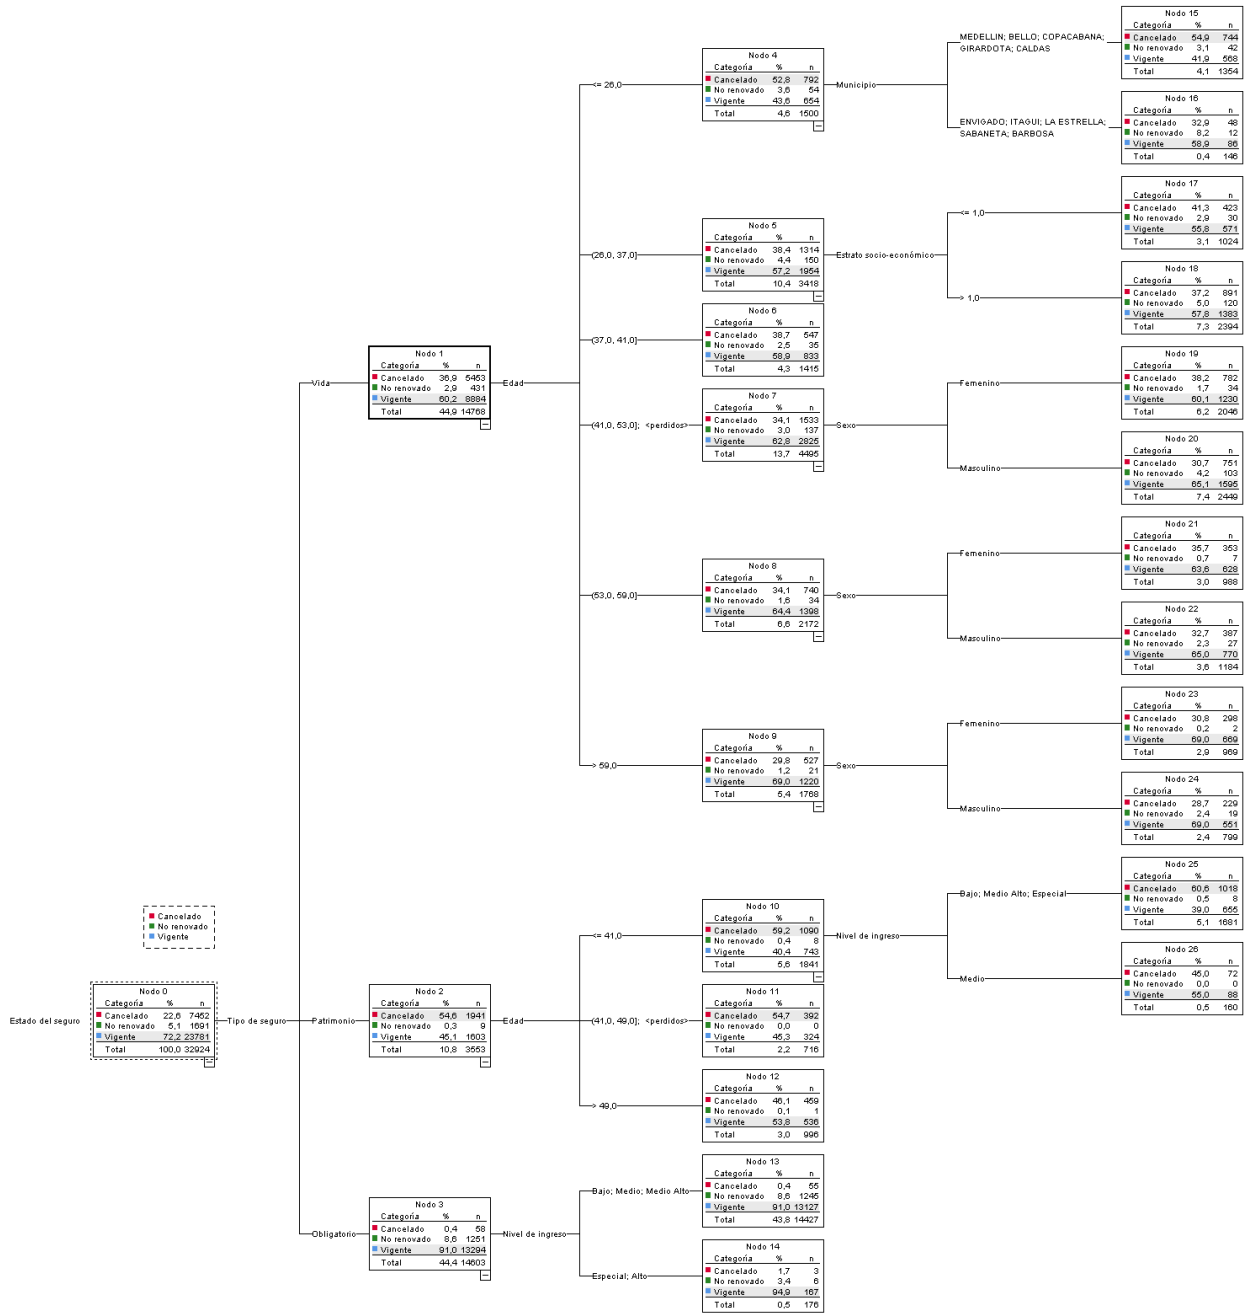 Nodo 15
Categoría % n
Cancelado 54,9 744
No renovado 3,1 42
Vigente 41,9 568
Total 4,1 1354
MEDELLIN; BELLO; COPACABANA;
GIRARDOTA; CALDAS
Nodo 4
Categoría % n
Cancelado 52,8 792
No renovado 3,6 54
Vigente 43,6 654
Total 4,6 1500
<= 26,0
Municipio
Nodo 16
Categoría % n
Cancelado 32,9 48
No renovado 8,2 12
Vigente 58,9 86
Total 0,4 146
ENVIGADO; ITAGUI; LA ESTRELLA;
SABANETA; BARBOSA
Nodo 17
Categoría % n
Cancelado 41,3 423
No renovado 2,9 30
Vigente 55,8 571
Total 3,1 1024
<= 1,0
Nodo 5
Categoría % n
Cancelado 38,4 1314
No renovado 4,4 150
Vigente 57,2 1954
Total 10,4 3418
(26,0, 37,0]
Estrato socio-económico
Nodo 18
Categoría % n
Cancelado 37,2 891
No renovado 5,0 120
Vigente 57,8 1383
Total 7,3 2394
> 1,0
Nodo 6
Categoría % n
Cancelado 38,7 547
No renovado 2,5 35
Vigente 58,9 833
Total 4,3 1415
(37,0, 41,0]
Nodo 1
Categoría % n
Cancelado 36,9 5453
No renovado 2,9 431
Vigente 60,2 8884
Total 44,9 14768
Vida
Edad
Nodo 19
Categoría % n
Cancelado 38,2 782
No renovado 1,7 34
Vigente 60,1 1230
Total 6,2 2046
Femenino
Nodo 7
Categoría % n
Cancelado 34,1 1533
No renovado 3,0 137
Vigente 62,8 2825
Total 13,7 4495
(41,0, 53,0]; <perdidos>
Sexo
Nodo 20
Categoría % n
Cancelado 30,7 751
No renovado 4,2 103
Vigente 65,1 1595
Total 7,4 2449
Masculino
Nodo 21
Categoría % n
Cancelado 35,7 353
No renovado 0,7 7
Vigente 63,6 628
Total 3,0 988
Femenino
Nodo 8
Categoría % n
Cancelado 34,1 740
No renovado 1,6 34
Vigente 64,4 1398
Total 6,6 2172
(53,0, 59,0]
Sexo
Nodo 22
Categoría % n
Cancelado 32,7 387
No renovado 2,3 27
Vigente 65,0 770
Total 3,6 1184
Masculino
Nodo 23
Categoría % n
Cancelado 30,8 298
No renovado 0,2 2
Vigente 69,0 669
Total 2,9 969
Femenino
Nodo 9
Categoría % n
Cancelado 29,8 527
No renovado 1,2 21
Vigente 69,0 1220
Total 5,4 1768
> 59,0
Sexo
Nodo 24
Categoría % n
Cancelado 28,7 229
No renovado 2,4 19
Vigente 69,0 551
Total 2,4 799
Masculino
Nodo 25
Categoría % n
Cancelado 60,6 1018
No renovado 0,5 8
Vigente 39,0 655
Total 5,1 1681
Bajo; Medio Alto; Especial
Cancelado
No renovado
Vigente
Nodo 10
Categoría % n
Cancelado 59,2 1090
No renovado 0,4 8
Vigente 40,4 743
Total 5,6 1841
<= 41,0
Nivel de ingreso
Nodo 26
Categoría % n
Cancelado 45,0 72
No renovado 0,0 0
Vigente 55,0 88
Total 0,5 160
Medio
Estado del seguro
Nodo 0
Categoría % n
Cancelado 22,6 7452
No renovado 5,1 1691
Vigente 72,2 23781
Total 100,0 32924
Tipo de seguro
Patrimonio
Nodo 2
Categoría % n
Cancelado 54,6 1941
No renovado 0,3 9
Vigente 45,1 1603
Total 10,8 3553
Edad
(41,0, 49,0]; <perdidos>
Nodo 11
Categoría % n
Cancelado 54,7 392
No renovado 0,0 0
Vigente 45,3 324
Total 2,2 716
> 49,0
Nodo 12
Categoría % n
Cancelado 46,1 459
No renovado 0,1 1
Vigente 53,8 536
Total 3,0 996
Bajo; Medio; Medio Alto
Nodo 13
Categoría % n
Cancelado 0,4 55
No renovado 8,6 1245
Vigente 91,0 13127
Total 43,8 14427
Obligatorio
Nodo 3
Categoría % n
Cancelado 0,4 58
No renovado 8,6 1251
Vigente 91,0 13294
Total 44,4 14603
Nivel de ingreso
Especial; Alto
Nodo 14
Categoría % n
Cancelado 1,7 3
No renovado 3,4 6
Vigente 94,9 167
Total 0,5 176